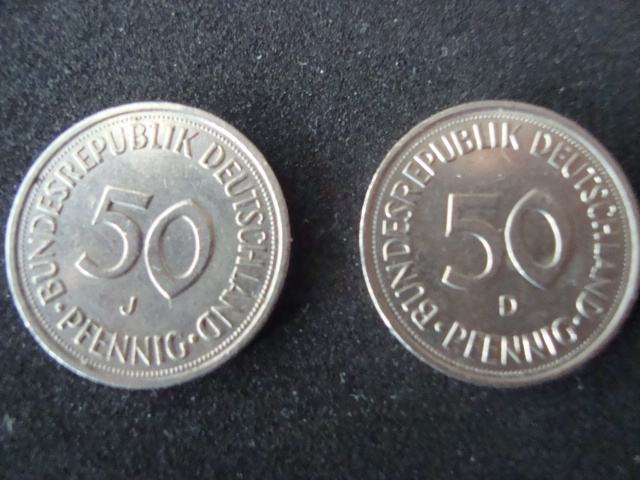 BUNDESREPUBLIK DEUTSCHLAND
50
J
· PFENNIG ·
BUNDESREPUBLIK DEUTSCHLAND
50
D
· PFENNIG ·